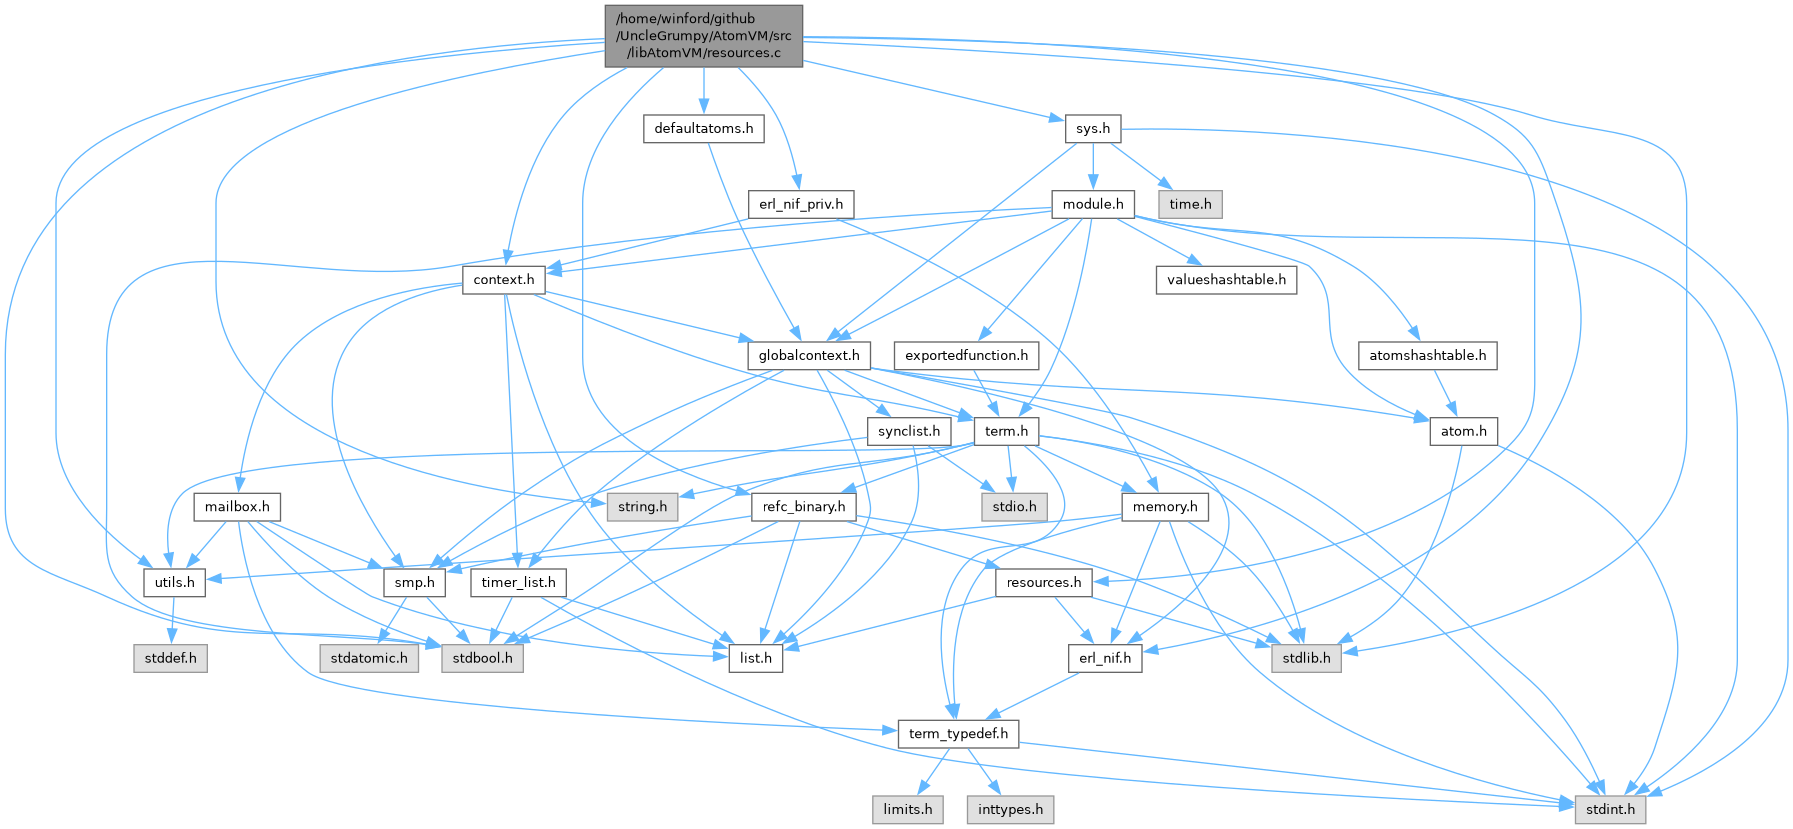 /home/winford/github
/UncleGrumpy/AtomVM/src
/libAtomVM/resources.c
defaultatoms.h
sys.h
erl_nif_priv.h
module.h
time.h
context.h
valueshashtable.h
globalcontext.h
exportedfunction.h
atomshashtable.h
synclist.h
term.h
atom.h
mailbox.h
string.h
refc_binary.h
stdio.h
memory.h
utils.h
smp.h
timer_list.h
resources.h
stddef.h
stdatomic.h
stdbool.h
list.h
erl_nif.h
stdlib.h
term_typedef.h
limits.h
inttypes.h
stdint.h